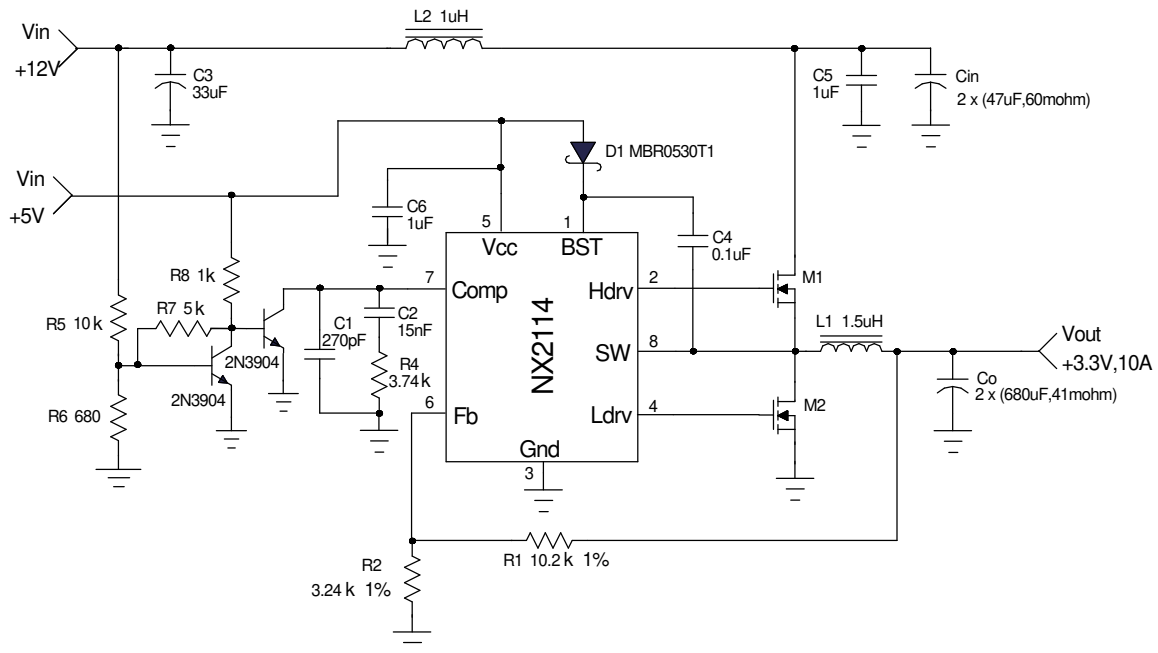 L2 1uH
Vin
+12V
C3
33uF
C5
1uF
Cin
2 x (47uF,60mohm)
D1 MBR0530T1
Vin
+5V
C6
1uF
5
1
Vcc
BST
C4
0.1uF
R8 1k
7
Comp
2
Hdrv
M1
R7 5k
C1
270pF
C2
15nF
R5 10k
NX2114
L1 1.5uH
Vout
+3.3V,10A
SW
8
2N3904
R4
3.74k
Co
2 x (680uF,41mohm)
2N3904
R6 680
6
Fb
Ldrv
4
M2
Gnd
3
R1 10.2k 1%
R2
3.24k 1%